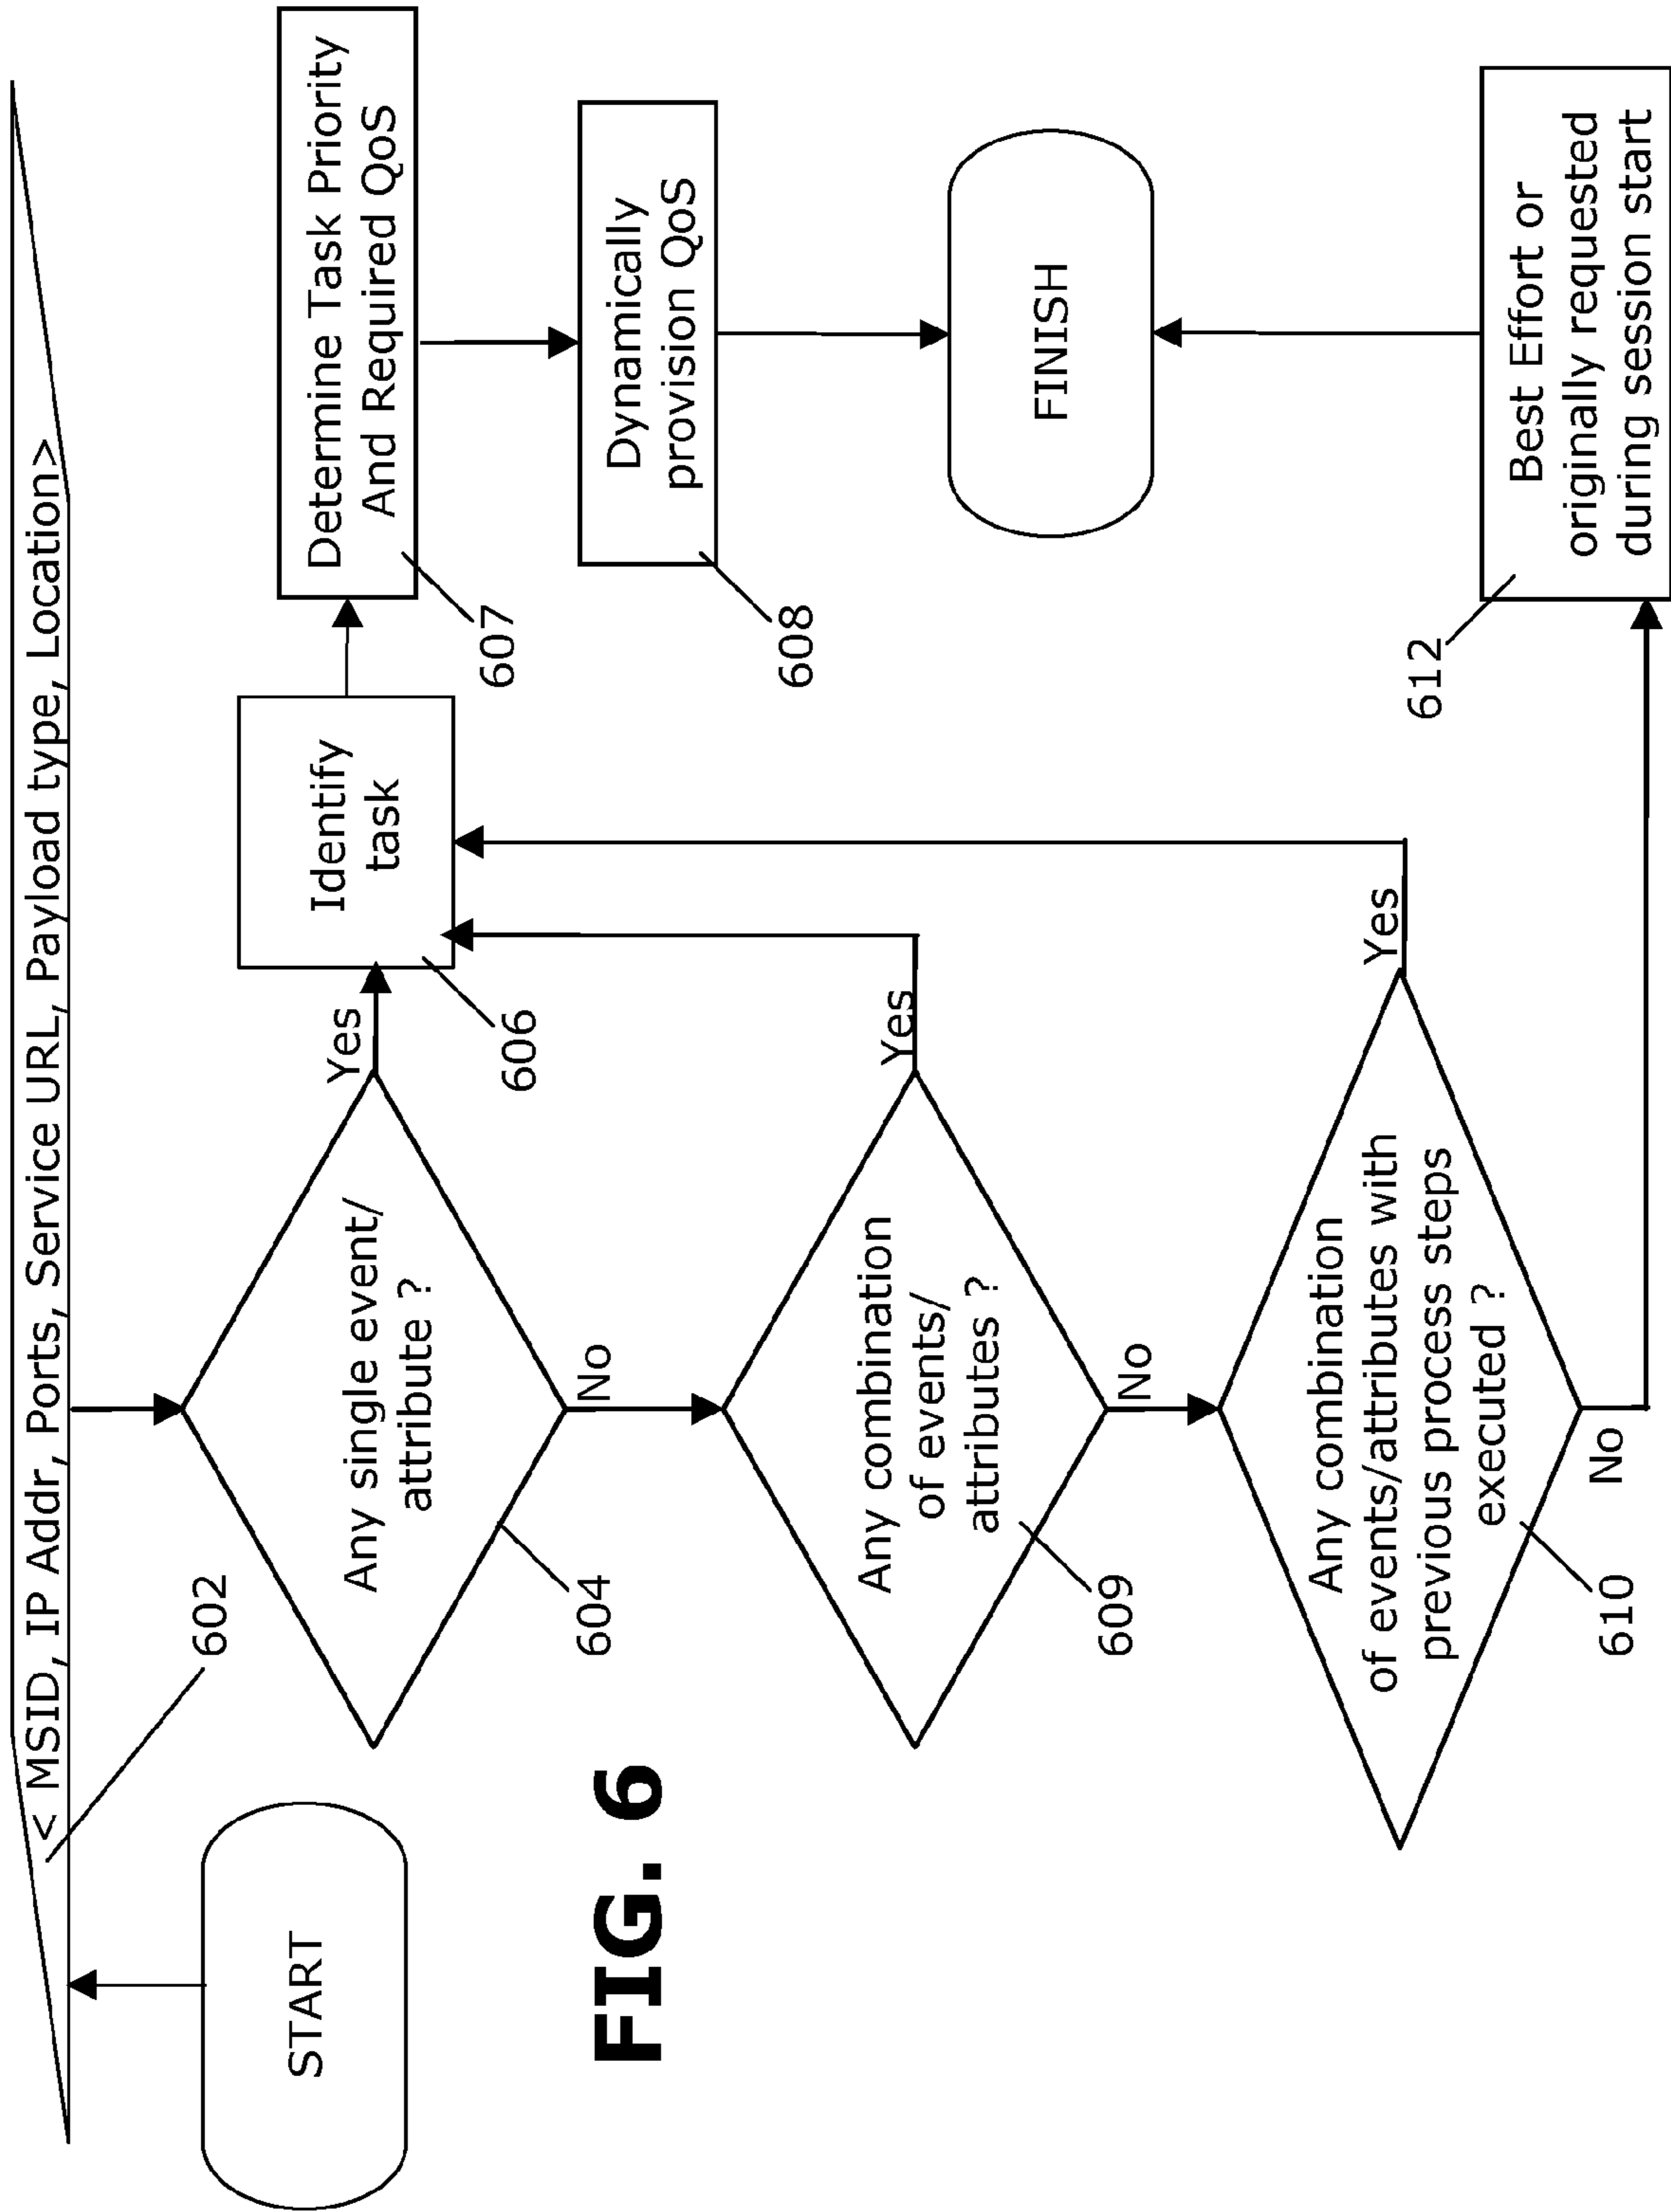 < MSID, IP Addr, Ports, Service URL, Payload type, Location>
START
602
Any single event/
attribute ?
604
Yes
No
Identify
task
606
Determine Task Priority
And Required QoS
607
Dynamically
provision QoS
608
Any combination
of events/
attributes ?
609
Yes
No
FINISH
Any combination
of events/attributes with
previous process steps
executed ?
610
Yes
No
Best Effort or
originally requested
during session start
612
FIG. 6